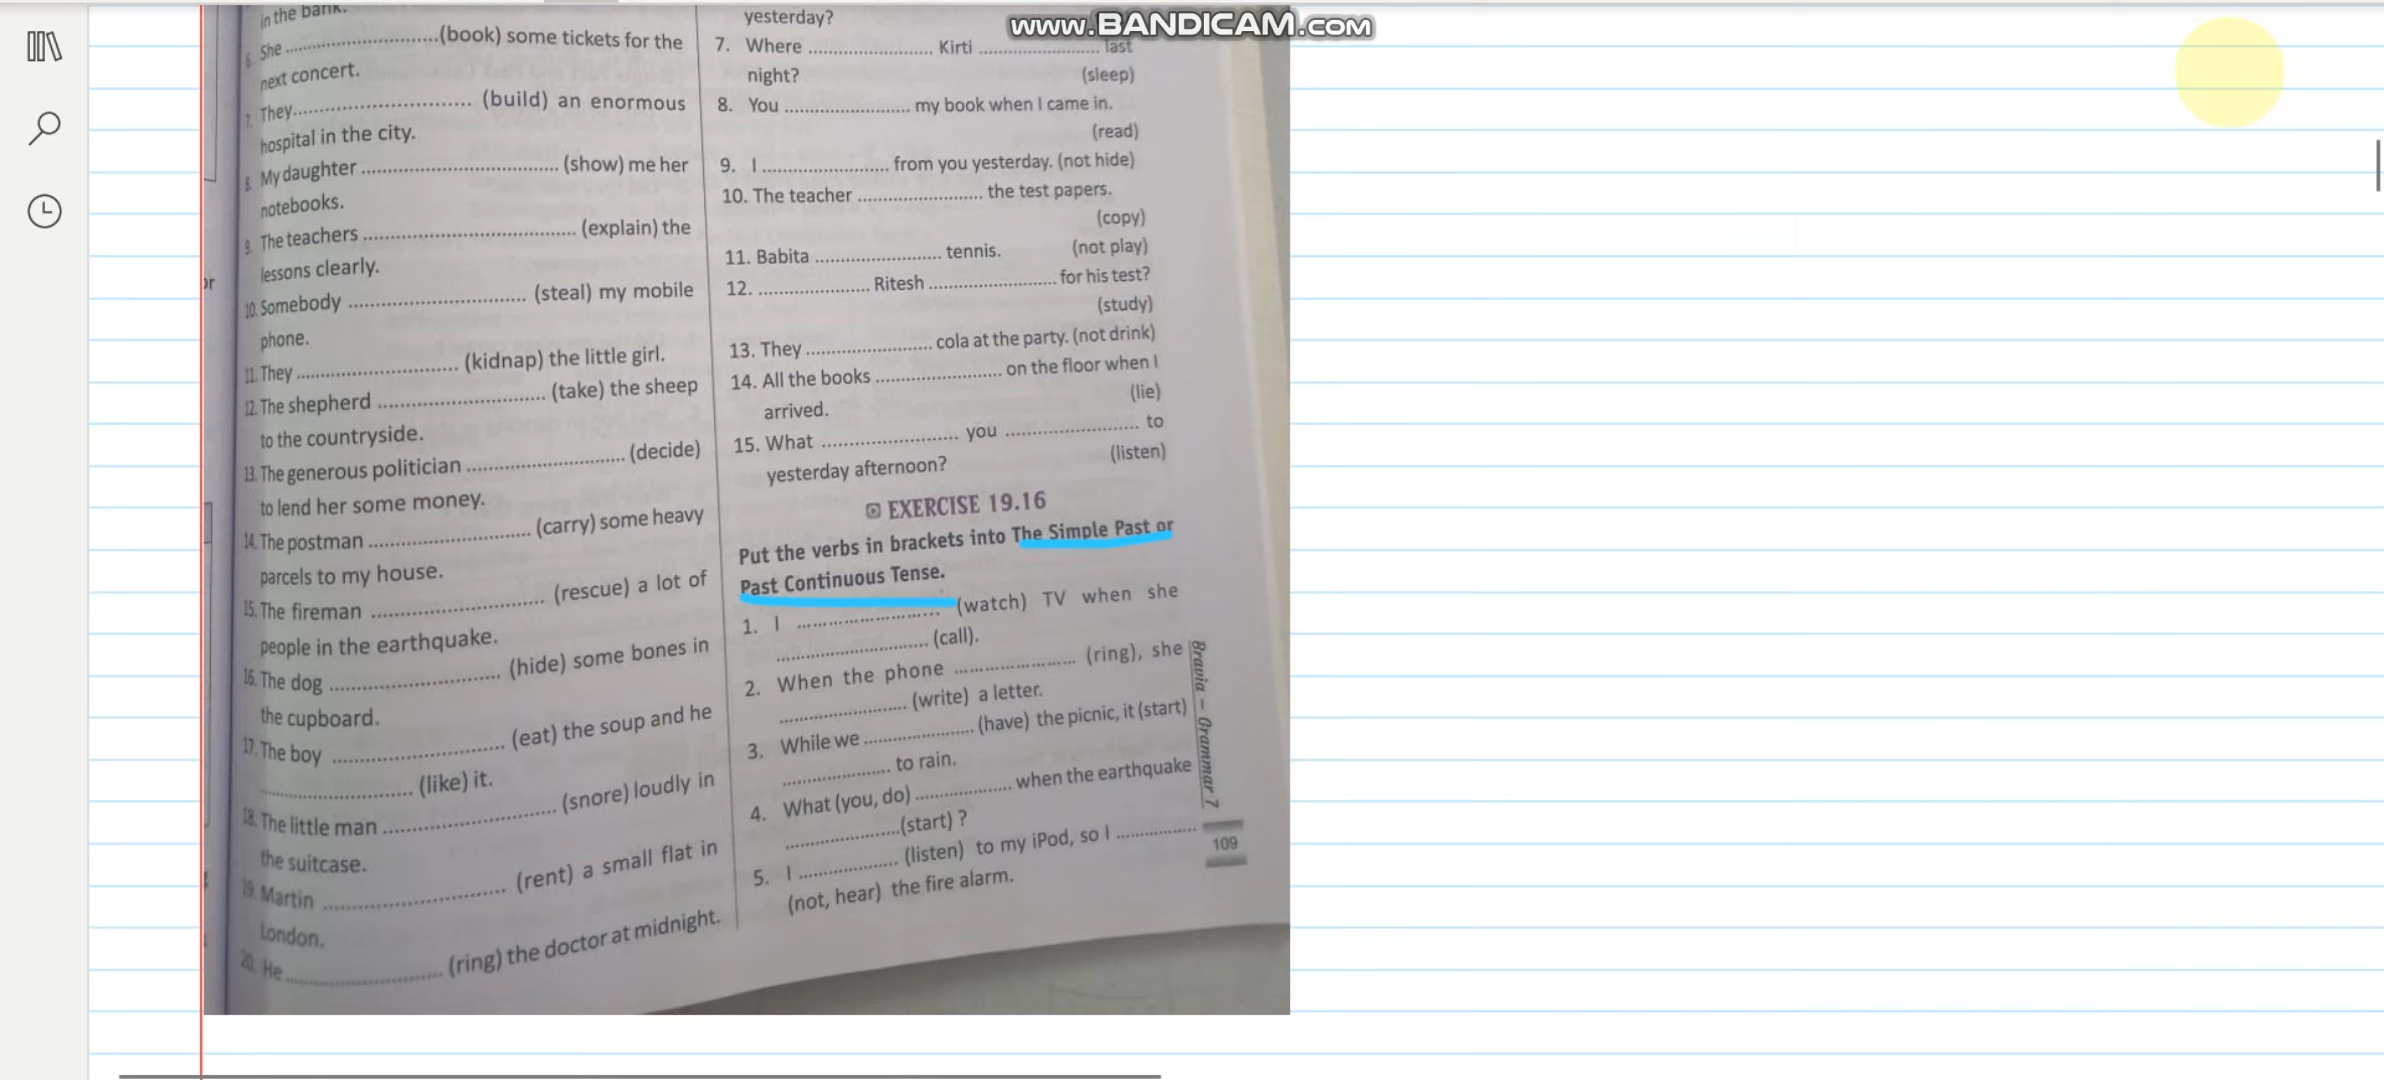 www.BANDICAM.com
in the bank.
6. She ..............................(book) some tickets for the
next concert.
7. They.............................. (build) an enormous
hospital in the city.
8. My daughter .............................. (show) me her
notebooks.
9. The teachers .............................. (explain) the
lessons clearly.
10. Somebody .............................. (steal) my mobile
phone.
11. They .............................. (kidnap) the little girl.
12. The shepherd .............................. (take) the sheep
to the countryside.
13. The generous politician .............................. (decide)
to lend her some money.
14. The postman .............................. (carry) some heavy
parcels to my house.
15. The fireman .............................. (rescue) a lot of
people in the earthquake.
16. The dog .............................. (hide) some bones in
the cupboard.
17. The boy .............................. (eat) the soup and he
.............................. (like) it.
18. The little man .............................. (snore) loudly in
the suitcase.
19. Martin .............................. (rent) a small flat in
London.
20. He.............................. (ring) the doctor at midnight.
yesterday?
7. Where ........................ Kirti ........................ last
night? (sleep)
8. You ........................ my book when I came in.
(read)
9. I ........................ from you yesterday. (not hide)
10. The teacher ........................ the test papers.
(copy)
11. Babita ........................ tennis. (not play)
12. ........................ Ritesh ........................ for his test?
(study)
13. They ........................ cola at the party. (not drink)
14. All the books ........................ on the floor when I
arrived. (lie)
15. What ........................ you ........................ to
yesterday afternoon? (listen)
EXERCISE 19.16
Put the verbs in brackets into The Simple Past or
Past Continuous Tense.
1. I ........................ (watch) TV when she
........................ (call).
2. When the phone ........................ (ring), she
........................ (write) a letter.
3. While we ........................ (have) the picnic, it (start)
........................ to rain.
4. What (you, do) ........................ when the earthquake
........................(start) ?
5. I ........................ (listen) to my iPod, so I ........................
(not, hear) the fire alarm.
Bravia – Grammar 7
109
or